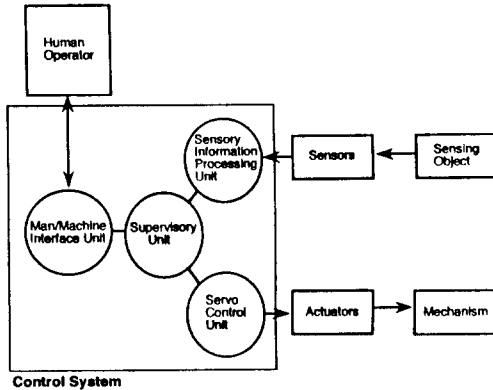 Human
Operator
Sensory
Information
Processing
Unit
Sensors
Sensing
Object
Man/Machine
Interface Unit
Supervisory
Unit
Servo
Control
Unit
Actuators
Mechanism
Control System